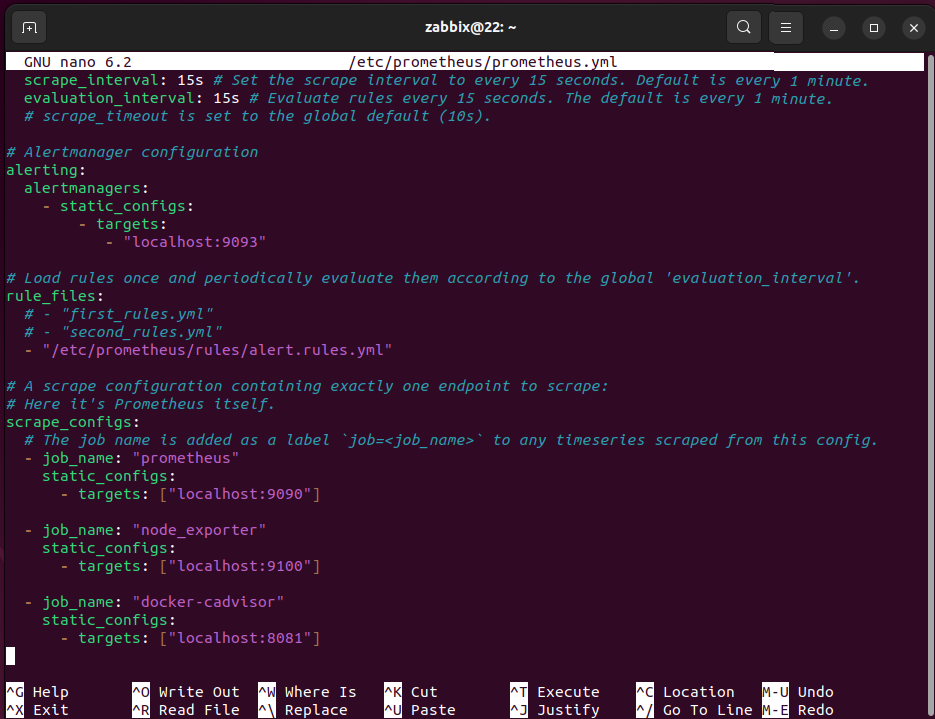 zabbix@22: ~
GNU nano 6.2 /etc/prometheus/prometheus.yml
  scrape_interval: 15s # Set the scrape interval to every 15 seconds. Default is every 1 minute.
  evaluation_interval: 15s # Evaluate rules every 15 seconds. The default is every 1 minute.
  # scrape_timeout is set to the global default (10s).

# Alertmanager configuration
alerting:
  alertmanagers:
    - static_configs:
        - targets:
           - "localhost:9093"

# Load rules once and periodically evaluate them according to the global 'evaluation_interval'.
rule_files:
  # - "first_rules.yml"
  # - "second_rules.yml"
  - "/etc/prometheus/rules/alert.rules.yml"

# A scrape configuration containing exactly one endpoint to scrape:
# Here it's Prometheus itself.
scrape_configs:
  # The job name is added as a label `job=<job_name>` to any timeseries scraped from this config.
  - job_name: "prometheus"
    static_configs:
      - targets: ["localhost:9090"]

  - job_name: "node_exporter"
    static_configs:
      - targets: ["localhost:9100"]

  - job_name: "docker-cadvisor"
    static_configs:
      - targets: ["localhost:8081"]

^G Help ^O Write Out ^W Where Is ^K Cut ^T Execute ^C Location M-U Undo
^X Exit ^R Read File ^\ Replace ^U Paste ^J Justify ^/ Go To Line M-E Redo